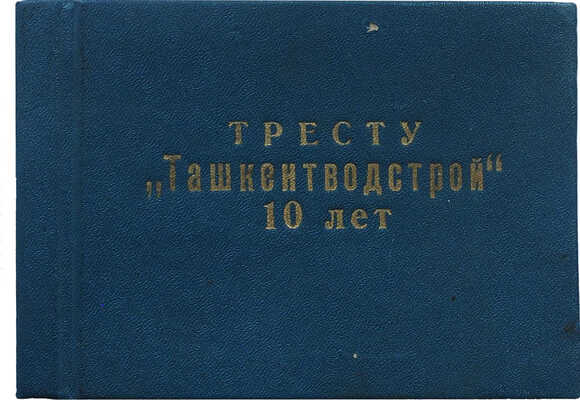 ТРЕСТУ
„Ташкентводстрой“
10 лет